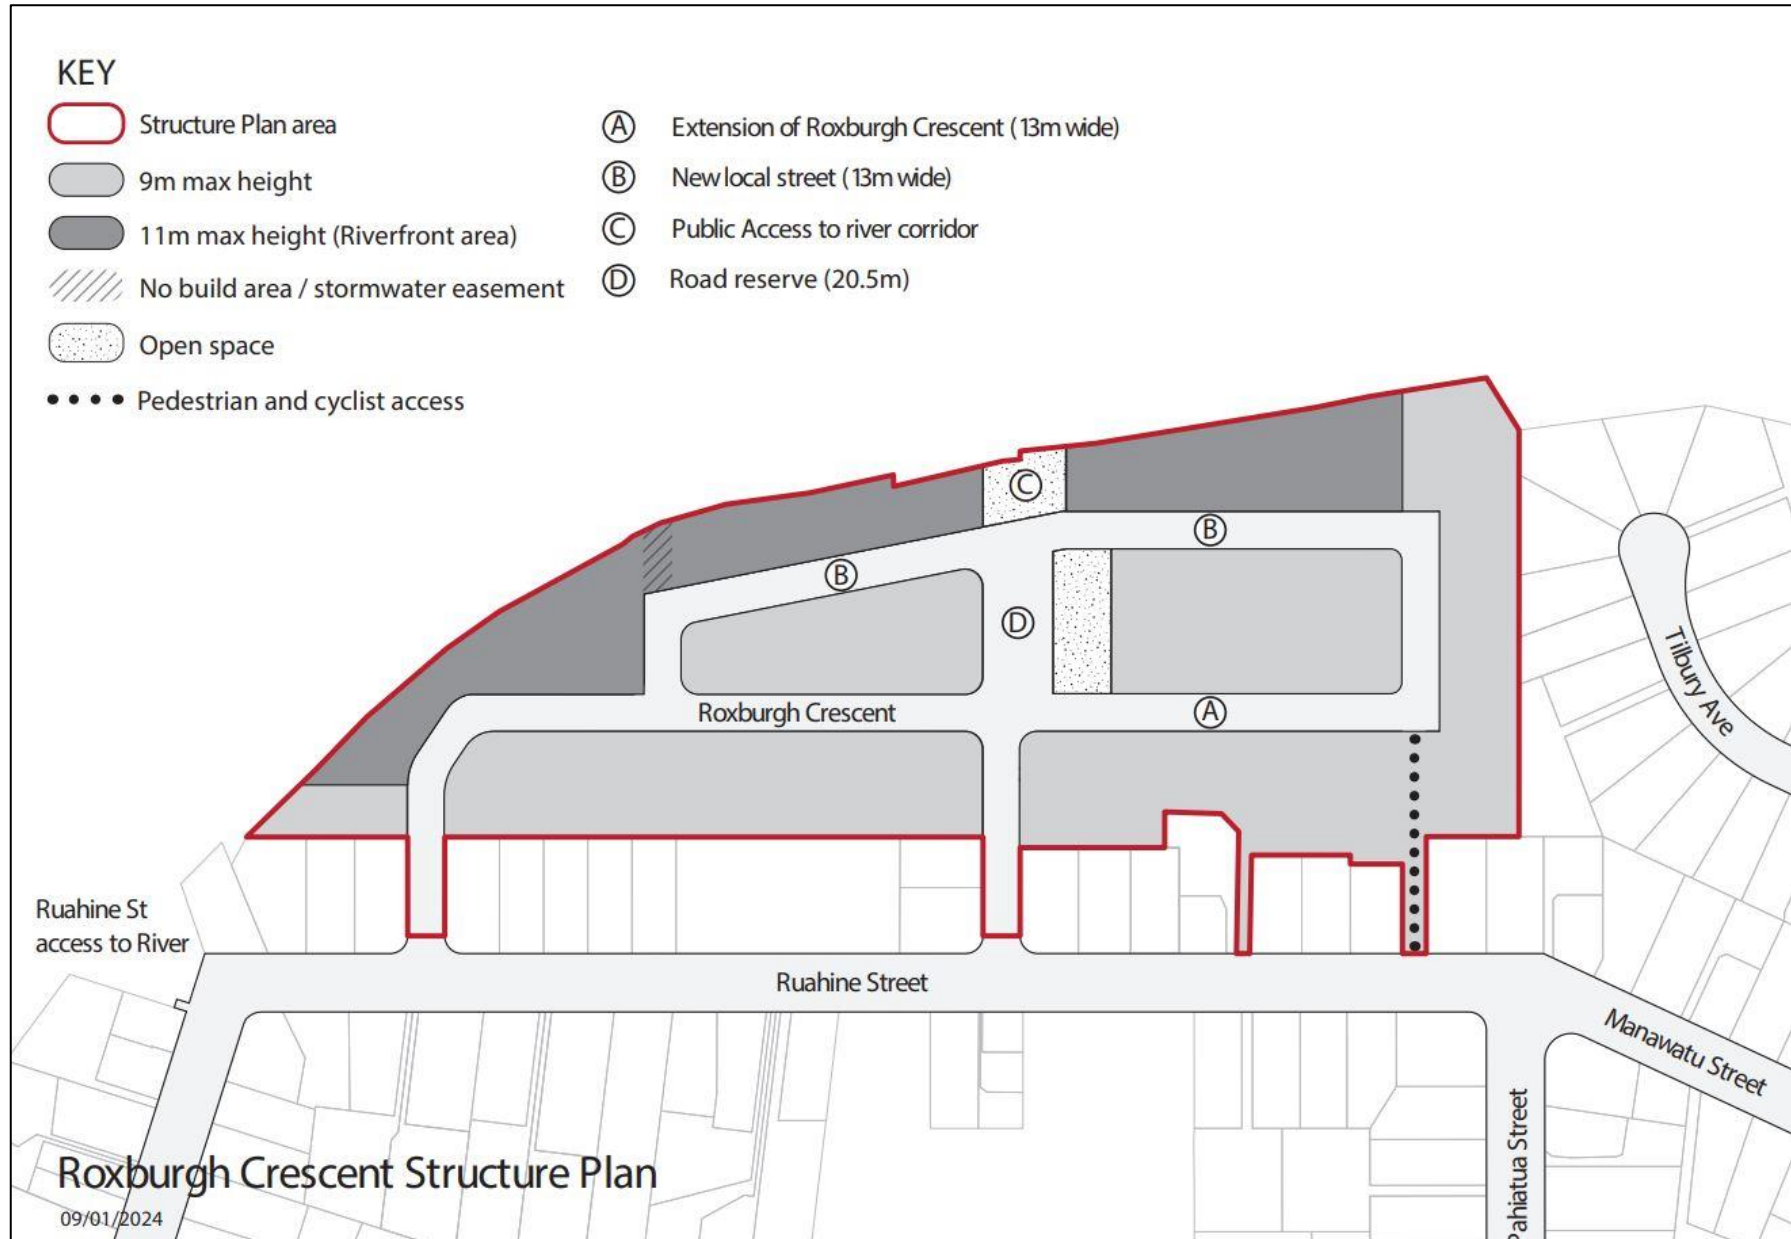 KEY
Structure Plan area
9m max height
11m max height (Riverfront area)
No build area / stormwater easement
Open space
Pedestrian and cyclist access
A Extension of Roxburgh Crescent (13m wide)
B New local street (13m wide)
C Public Access to river corridor
D Road reserve (20.5m)
C
B
B
D
Roxburgh Crescent
A
Tilbury Ave
Ruahine St
access to River
Ruahine Street
Manawatu Street
Pahiatua Street
Roxburgh Crescent Structure Plan
09/01/2024